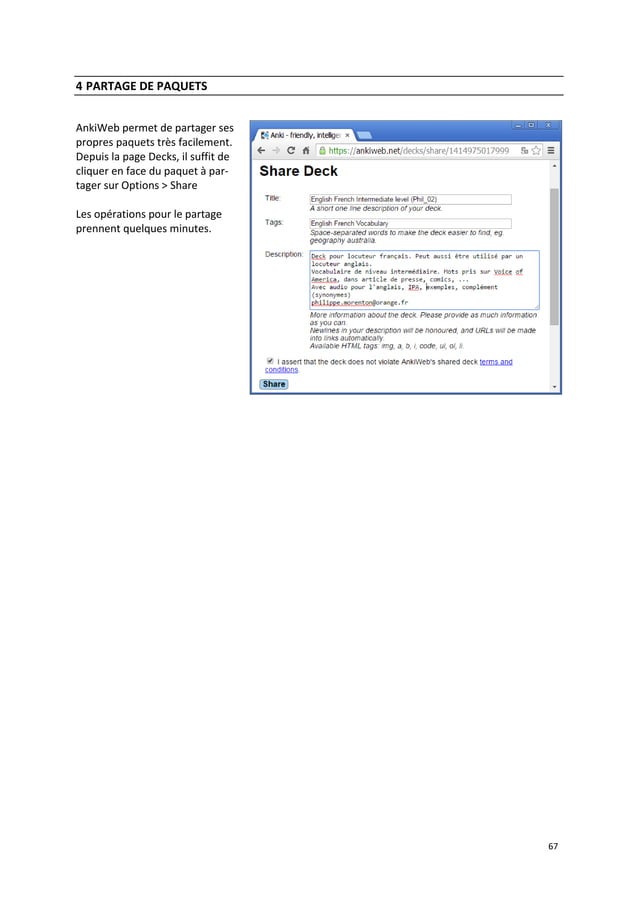 4 PARTAGE DE PAQUETS
AnkiWeb permet de partager ses
propres paquets très facilement.
Depuis la page Decks, il suffit de
cliquer en face du paquet à par-
tager sur Options > Share
Les opérations pour le partage
prennent quelques minutes.
Anki - friendly, intelliger
https://ankiweb.net/decks/share/1414975017999
Share Deck
Title: English French Intermediate level (Phil_02)
A short one line description of your deck.
Tags: English French Vocabulary
Space-separated words to make the deck easier to find, eg.
geography australia.
Description: Deck pour locuteur français. Peut aussi être utilisé par un
locuteur anglais.
Vocabulaire de niveau intermédiaire. Mots pris sur Voice of
America, dans article de presse, comics, ...
Avec audio pour l'anglais, IPA, exemples, complément
(synonymes)
philippe.morenton@orange.fr
More information about the deck. Please provide as much information
as you can.
Newlines in your description will be honoured, and URLs will be made
into links automatically.
Available HTML tags: img, a, b, i, code, ul, ol, li.
I assert that the deck does not violate AnkiWeb's shared deck terms and
conditions.
Share
67